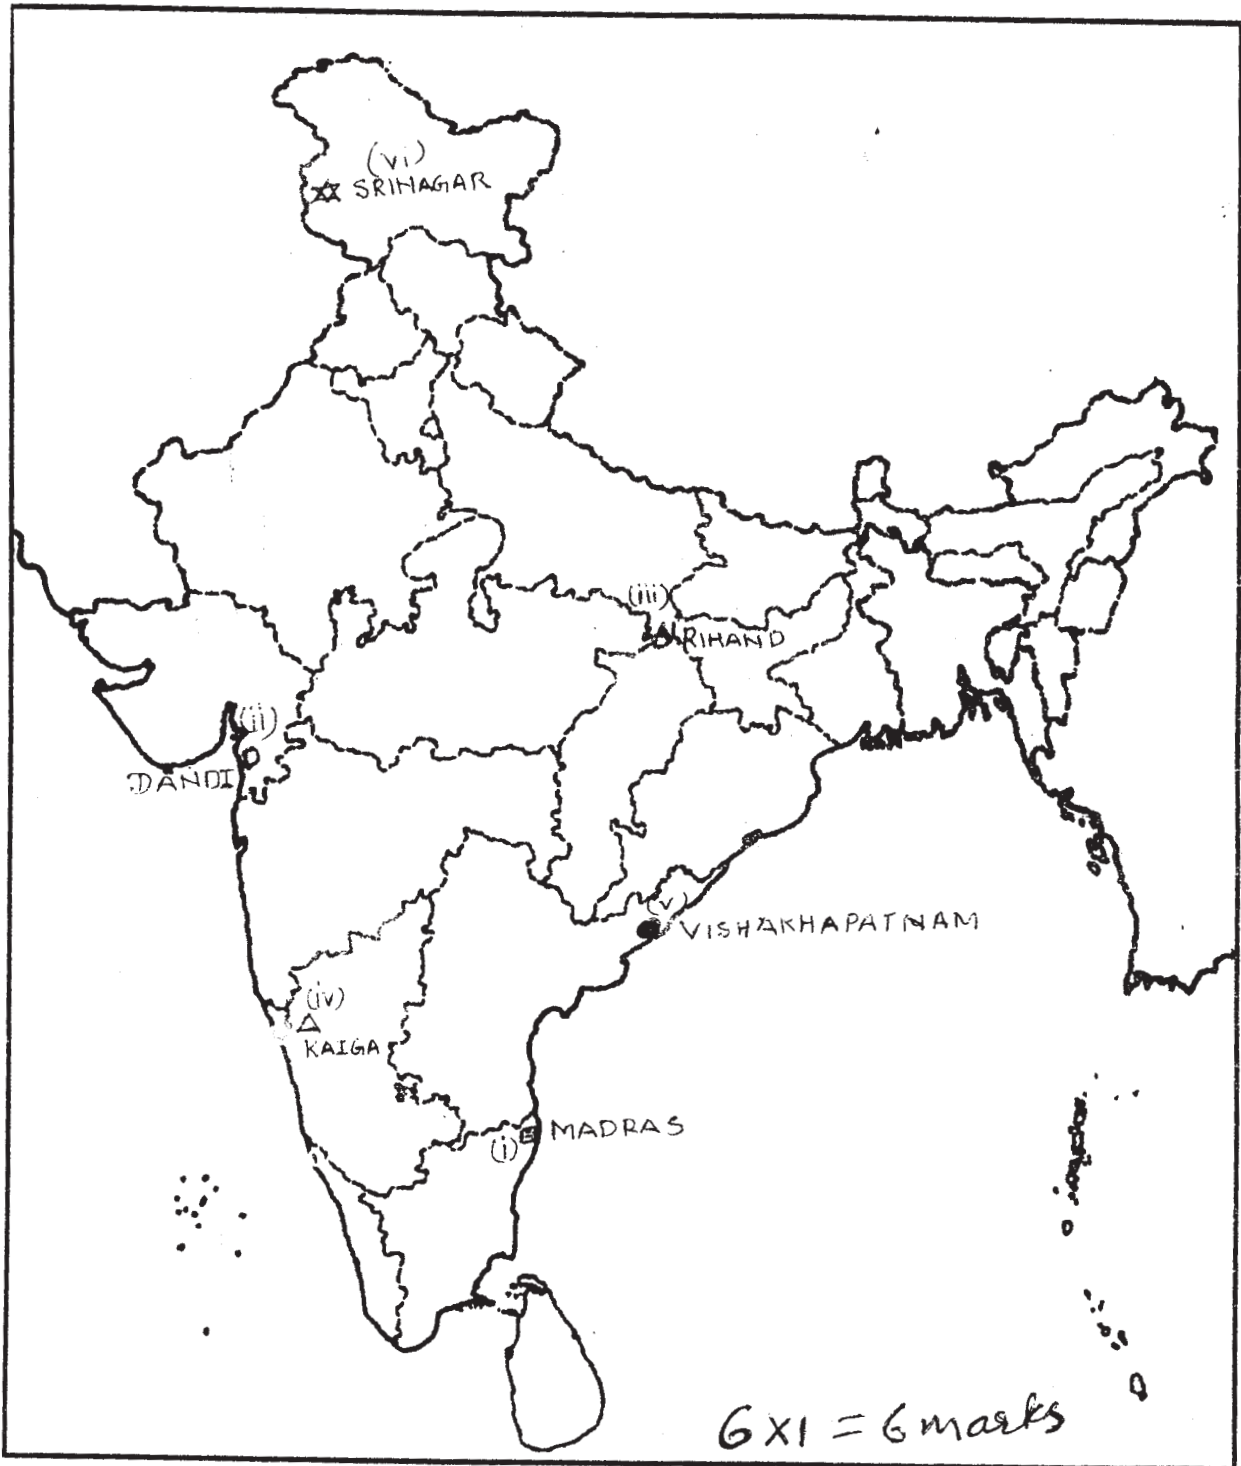 (vi)
SRINAGAR
(iii)
RIHAND
(ii)
DANDI
(v)
VISHAKHAPATNAM
(iv)
KAIGA
MADRAS
(i)
6 x 1 = 6 marks